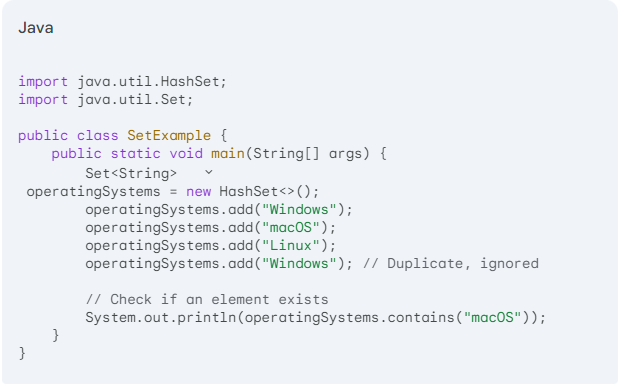 Java
import java.util.HashSet;
import java.util.Set;
public class SetExample {
    public static void main(String[] args) {
        Set<String>
 operatingSystems = new HashSet<>();
        operatingSystems.add("Windows");
        operatingSystems.add("macOS");
        operatingSystems.add("Linux");
        operatingSystems.add("Windows"); // Duplicate, ignored
        // Check if an element exists
        System.out.println(operatingSystems.contains("macOS"));
    }
}